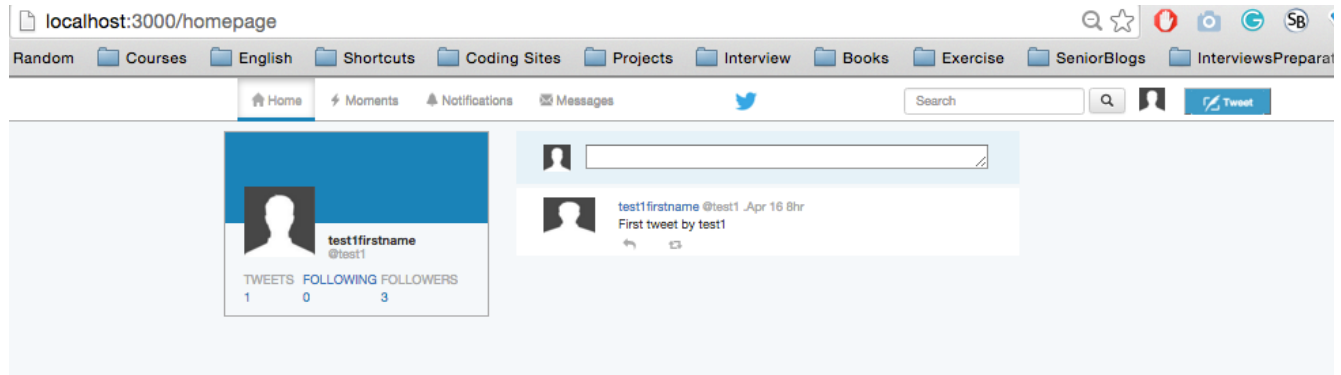 localhost:3000/homepage
Random Courses English Shortcuts Coding Sites Projects Interview Books Exercise SeniorBlogs
Home Moments Notifications Messages Search Tweet
test1firstname @test1 .Apr 16 8hr
First tweet by test1
test1firstname
@test1
TWEETS FOLLOWING FOLLOWERS
1 0 3